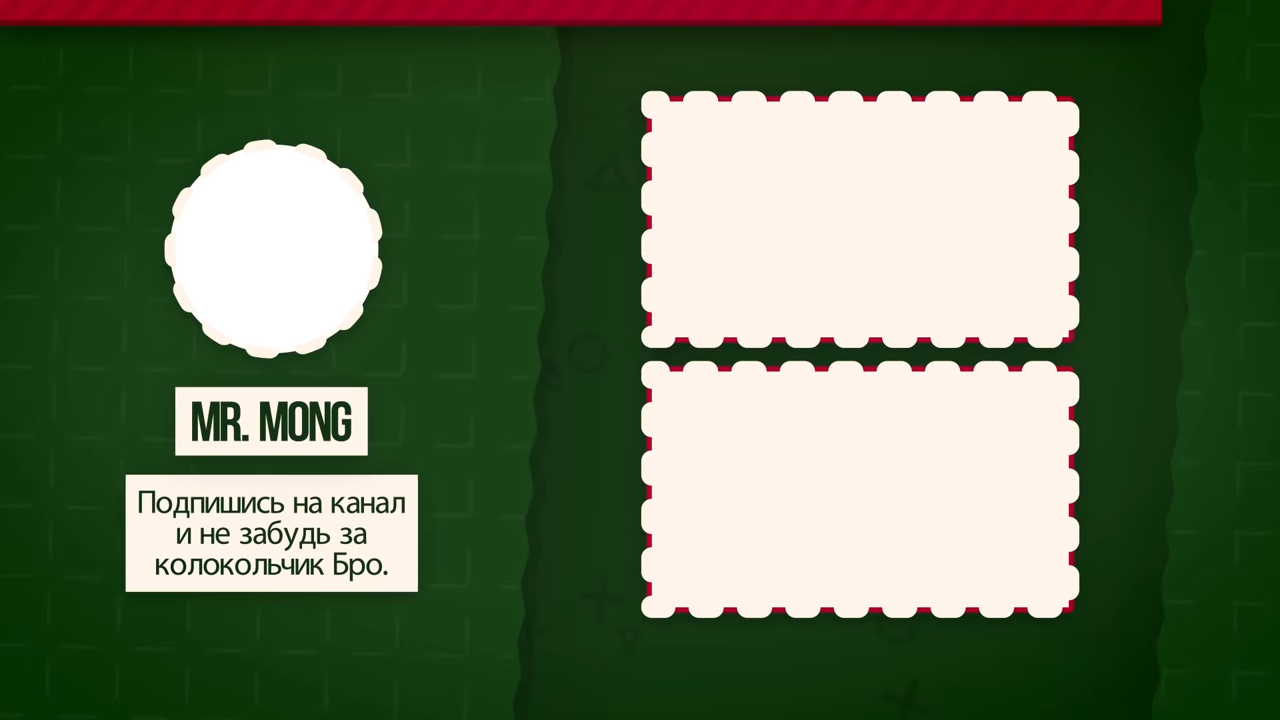 MR. MONG
Подпишись на канал
и не забудь за
колокольчик Бро.